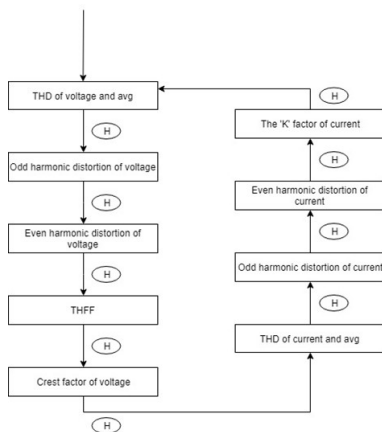 THD of voltage and avg
H
Odd harmonic distortion of voltage
H
Even harmonic distortion of
voltage
H
THFF
H
Crest factor of voltage
H
THD of current and avg
H
Odd harmonic distortion of current
H
Even harmonic distortion of
current
H
The 'K' factor of current
H